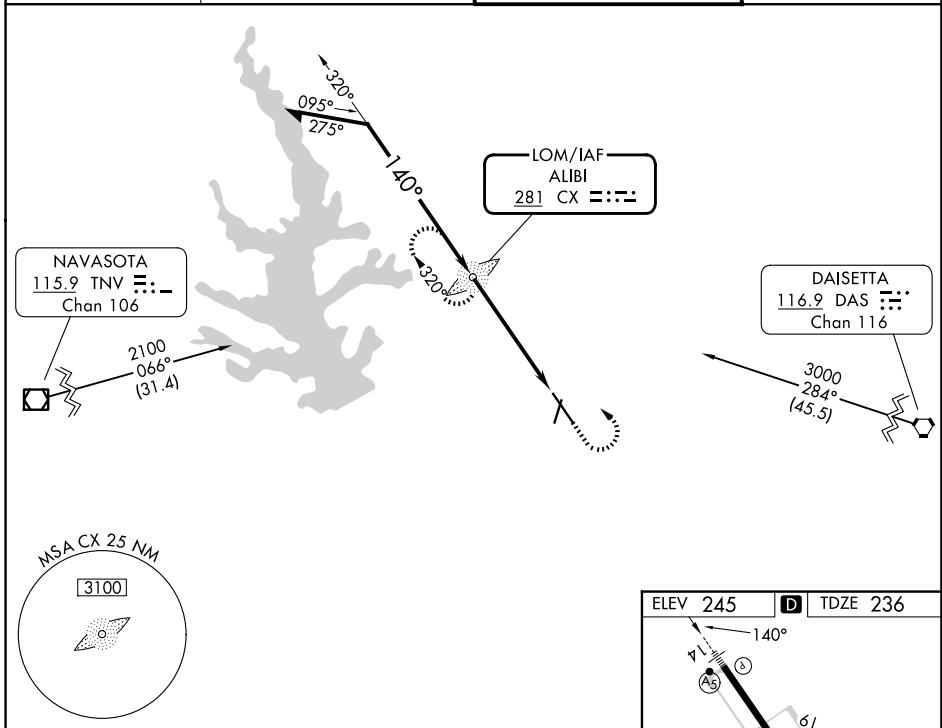 320°
095°
275°
140°
LOM/IAF
ALIBI
281 CX
320°
NAVASOTA
115.9 TNV
Chan 106
2100
066°
(31.4)
DAISETTA
116.9 DAS
Chan 116
3000
284°
(45.5)
MSA CX 25 NM
3100
ELEV 245 D TDZE 236
140°
14
P
A5